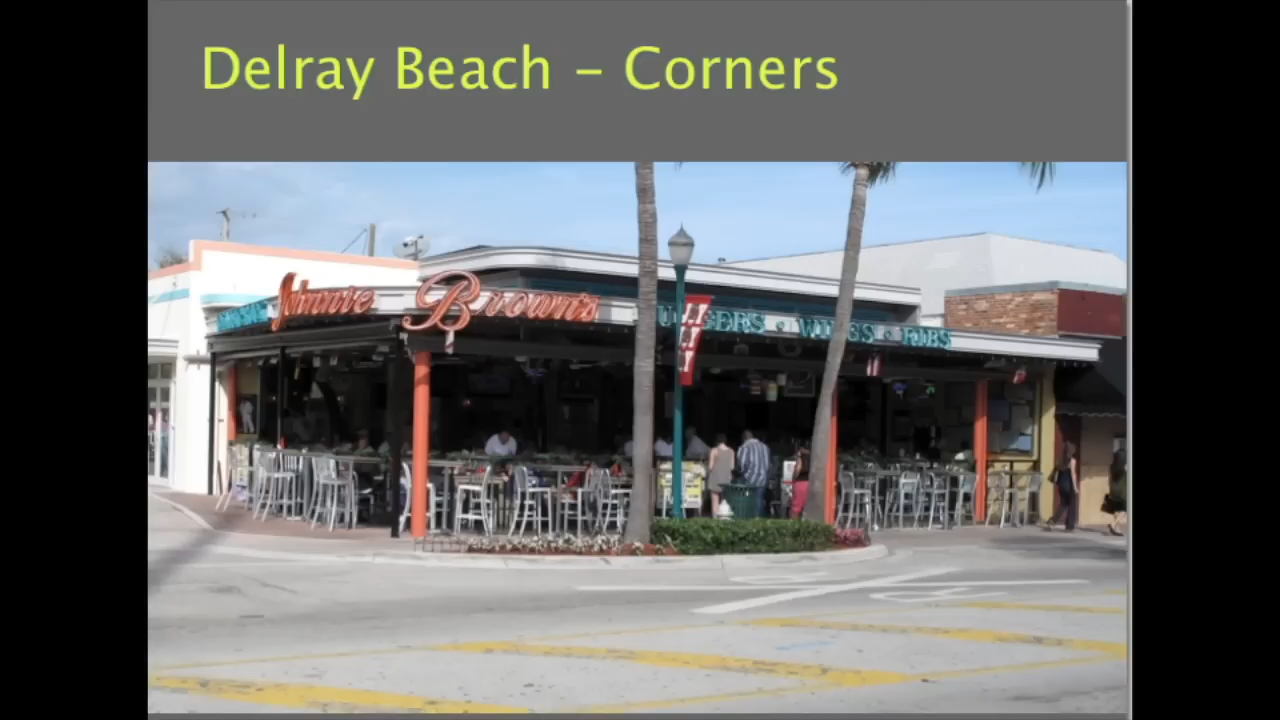 Delray Beach – Corners
Johnnie Brown's
BURGERS • WINGS • RIBS